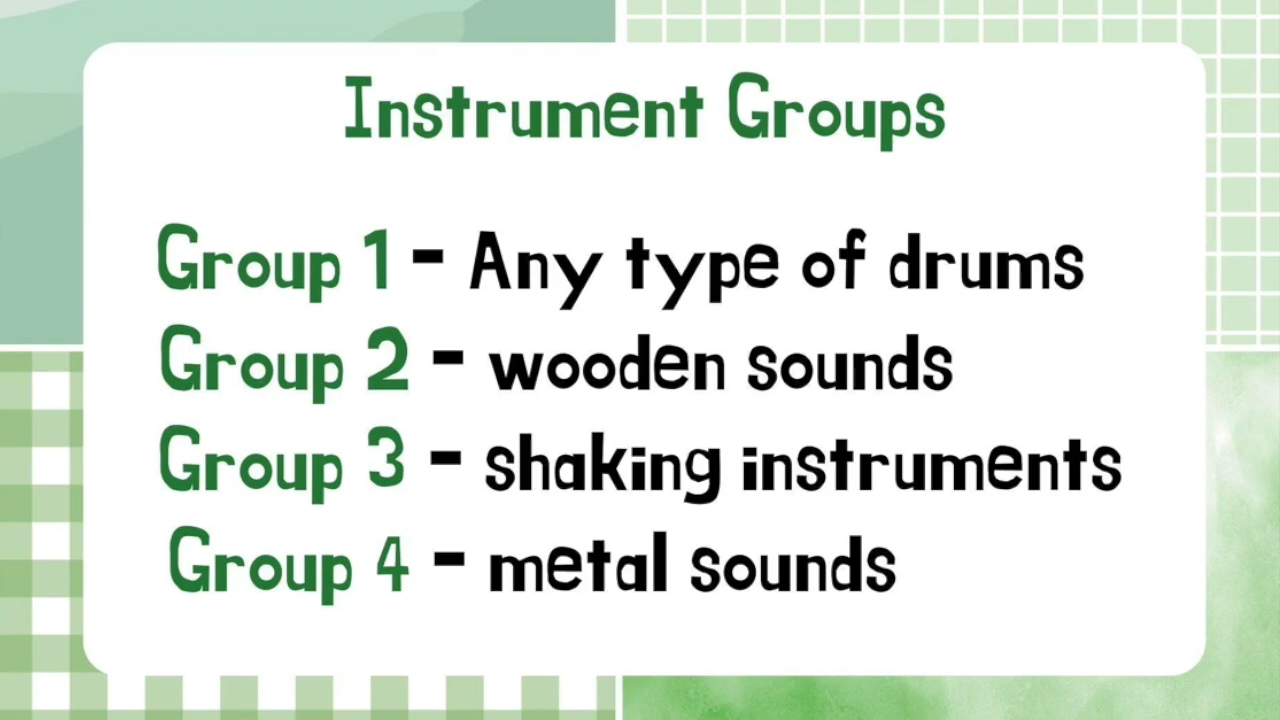 Instrument Groups
Group 1 - Any type of drums
Group 2 - wooden sounds
Group 3 - shaking instruments
Group 4 - metal sounds